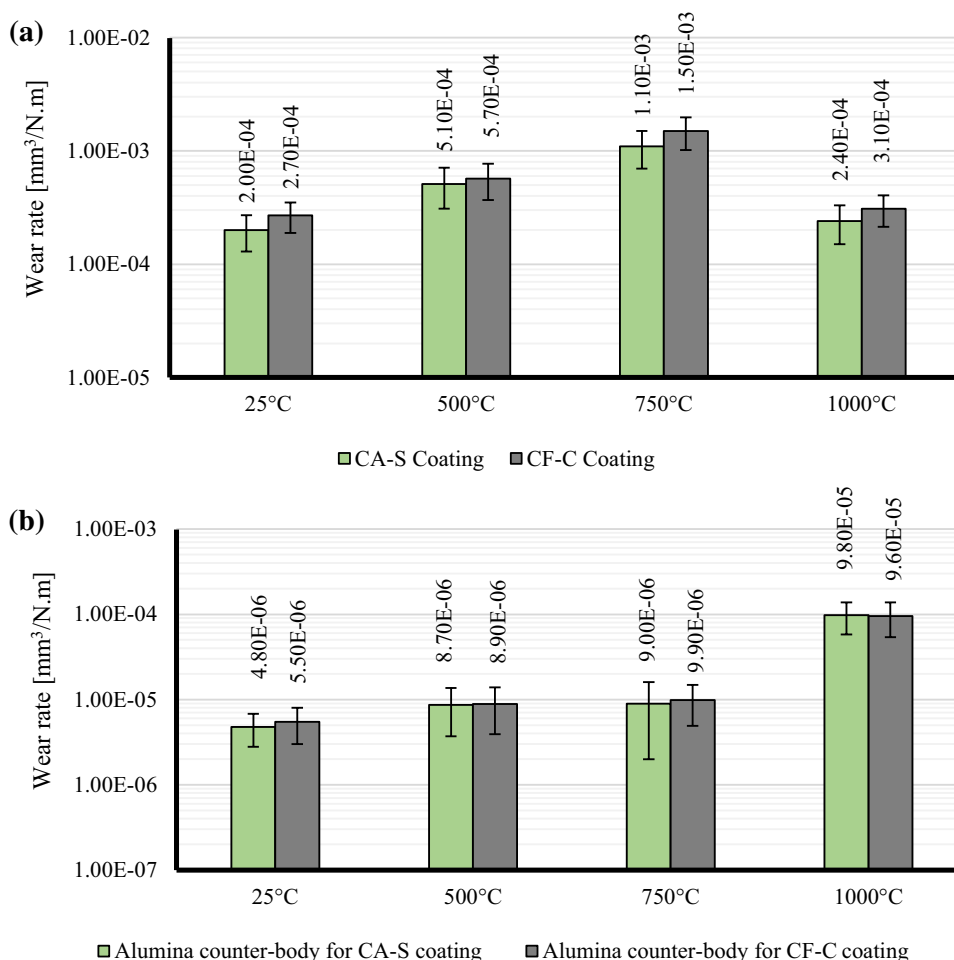 (a)
Wear rate [mm³/N.m]
1.00E-02
1.00E-03
1.00E-04
1.00E-05
2.00E-04
2.70E-04
5.10E-04
5.70E-04
1.10E-03
1.50E-03
2.40E-04
3.10E-04
25°C 500°C 750°C 1000°C
CA-S Coating CF-C Coating
(b)
Wear rate [mm³/N.m]
1.00E-03
1.00E-04
1.00E-05
1.00E-06
1.00E-07
4.80E-06
5.50E-06
8.70E-06
8.90E-06
9.00E-06
9.90E-06
9.80E-05
9.60E-05
25°C 500°C 750°C 1000°C
Alumina counter-body for CA-S coating Alumina counter-body for CF-C coating